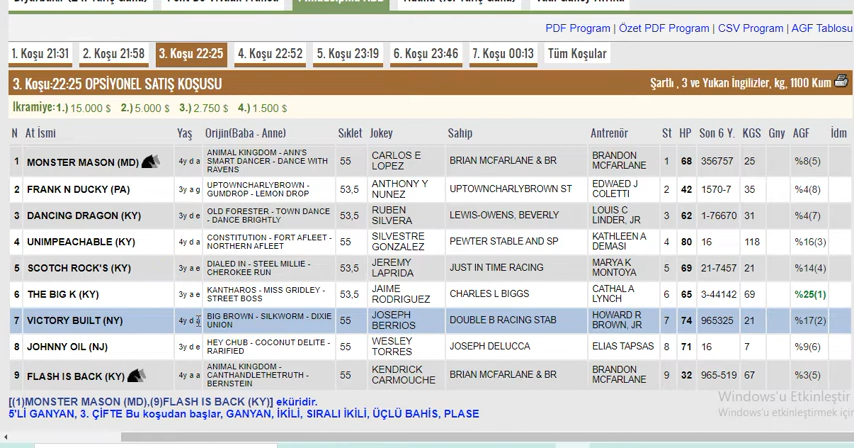 PDF Program | Özet PDF Program | CSV Program | AGF Tablosu
1. Koşu 21:31 2. Koşu 21:58 3. Koşu 22:25 4. Koşu 22:52 5. Koşu 23:19 6. Koşu 23:46 7. Koşu 00:13 Tüm Koşular
3. Koşu:22:25 OPSİYONEL SATIŞ KOŞUSU Şartlı , 3 ve Yukarı İngilizler, kg, 1100 Kum
İkramiye: 1.) 15.000 $ 2.) 5.000 $ 3.) 2.750 $ 4.) 1.500 $
N At İsmi Yaş Orijin(Baba - Anne) Sıklet Jokey Sahip Antrenör St HP Son 6 Y. KGS Gny AGF İdm
1 MONSTER MASON (MD) 4y d a ANIMAL KINGDOM - ANN'S SMART DANCER - DANCE WITH RAVENS 55 CARLOS E LOPEZ BRIAN MCFARLANE & BR BRANDON MCFARLANE 1 68 356757 25 %8(5)
2 FRANK N DUCKY (PA) 3y a g UPTOWNCHARLYBROWN - GUMDROP - LEMON DROP 53,5 ANTHONY Y NUNEZ UPTOWNCHARLYBROWN ST EDWAED J COLETTI 2 42 1570-7 35 %4(8)
3 DANCING DRAGON (KY) 3y d e OLD FORESTER - TOWN DANCE - DANCE BRIGHTLY 53,5 RUBEN SILVERA LEWIS-OWENS, BEVERLY LOUIS C LINDER, JR 3 62 1-76670 31 %4(7)
4 UNIMPEACHABLE (KY) 4y d a CONSTITUTION - FORT AFLEET - NORTHERN AFLEET 55 SILVESTRE GONZALEZ PEWTER STABLE AND SP KATHLEEN A DEMASI 4 80 16 118 %16(3)
5 SCOTCH ROCK'S (KY) 3y a e DIALED IN - STEEL MILLIE - CHEROKEE RUN 53,5 JEREMY LAPRIDA JUST IN TIME RACING MARYA K MONTOYA 5 69 21-7457 21 %14(4)
6 THE BIG K (KY) 3y a e KANTHAROS - MISS GRIDLEY - STREET BOSS 53,5 JAIME RODRIGUEZ CHARLES L BIGGS CATHAL A LYNCH 6 65 3-44142 69 %25(1)
7 VICTORY BUILT (NY) 4y d BIG BROWN - SILKWORM - DIXIE UNION 55 JOSEPH BERRIOS DOUBLE B RACING STAB HOWARD R BROWN, JR 7 74 965325 21 %17(2)
8 JOHNNY OIL (NJ) 3y d e HEY CHUB - COCONUT DELITE - RARIFIED 55 WESLEY TORRES JOSEPH DELUCCA ELIAS TAPSAS 8 71 16 7 %9(6)
9 FLASH IS BACK (KY) 4y a a ANIMAL KINGDOM - CANTHANDLETHETRUTH - BERNSTEIN 55 KENDRICK CARMOUCHE BRIAN MCFARLANE & BR BRANDON MCFARLANE 9 32 965-519 67 %3(5)
[(1)MONSTER MASON (MD),(9)FLASH IS BACK (KY)] eküridir.
5'Lİ GANYAN, 3. ÇİFTE Bu koşudan başlar, GANYAN, İKİLİ, SIRALI İKİLİ, ÜÇLÜ BAHİS, PLASE
Windows'u Etkinleştir
Windows'u etkinleştirmek için